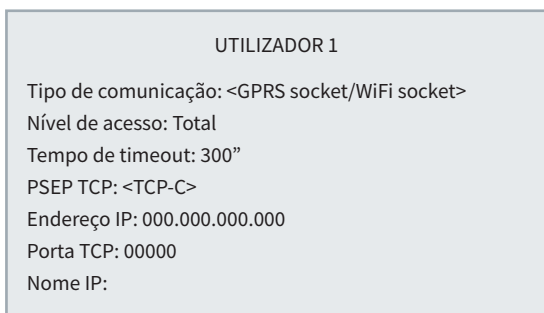 UTILIZADOR 1
Tipo de comunicação: <GPRS socket/WiFi socket>
Nível de acesso: Total
Tempo de timeout: 300”
PSEP TCP: <TCP-C>
Endereço IP: 000.000.000.000
Porta TCP: 00000
Nome IP: